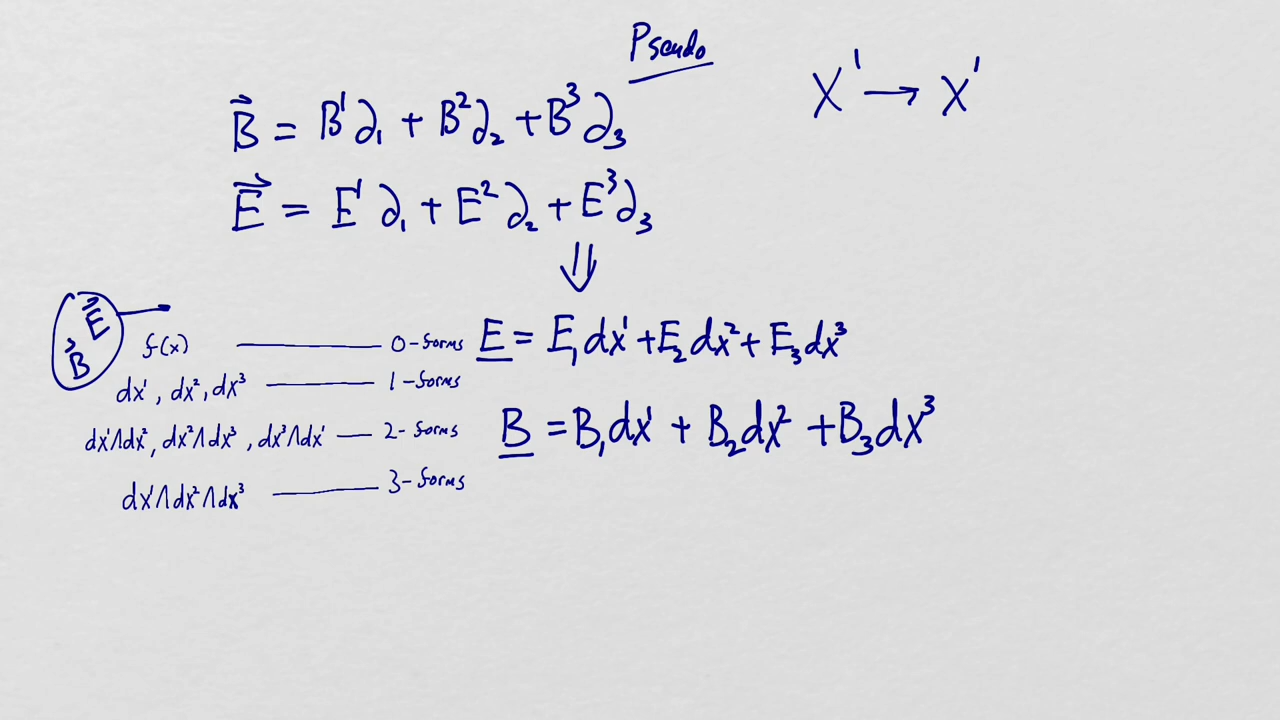 Pseudo
X¹ → X¹
B⃗ = B¹∂₁ + B²∂₂ + B³∂₃
E⃗ = E¹∂₁ + E²∂₂ + E³∂₃
⇓
E⃗
B⃗
f(x) —— 0-forms
E = E₁dx¹ + E₂dx² + E₃dx³
dx¹, dx², dx³ —— 1-forms
B = B₁dx¹ + B₂dx² + B₃dx³
dx¹∧dx², dx²∧dx³, dx³∧dx¹ —— 2-forms
dx¹∧dx²∧dx³ —— 3-forms